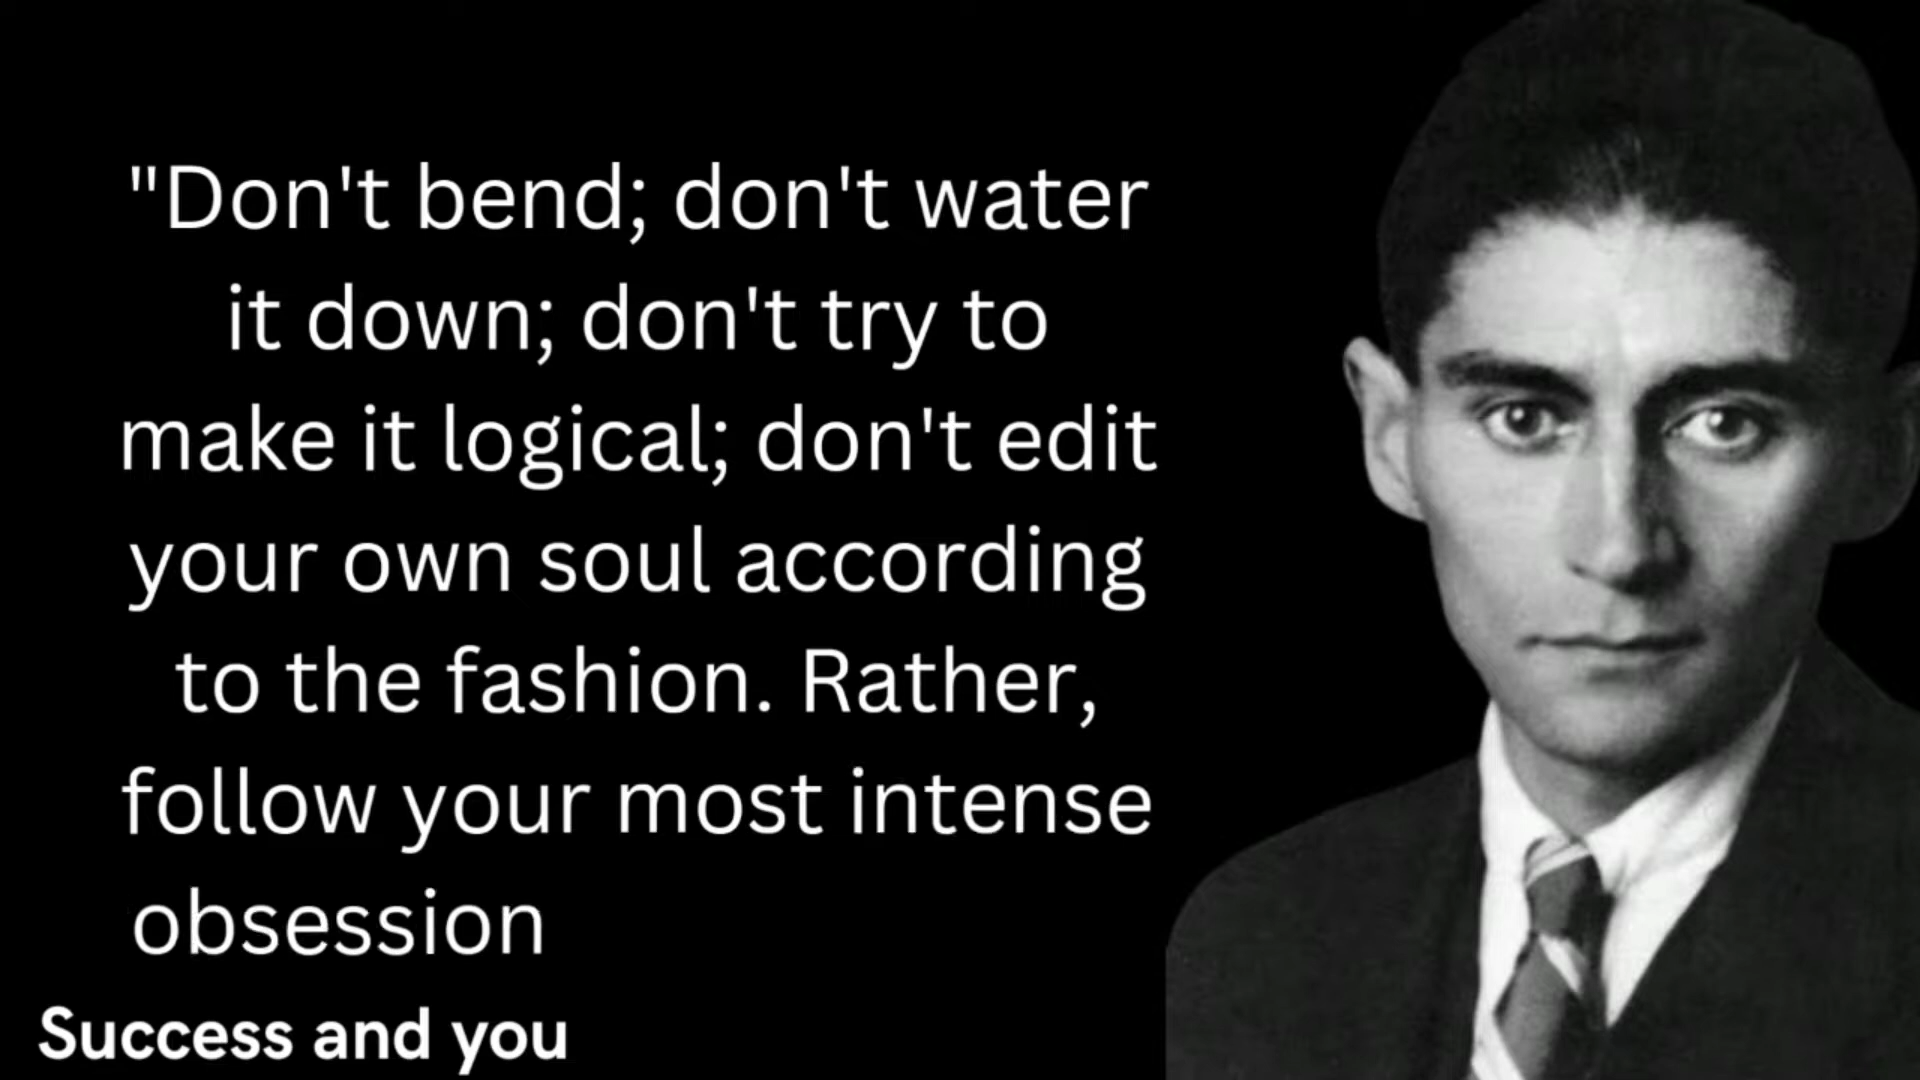 "Don't bend; don't water
it down; don't try to
make it logical; don't edit
your own soul according
to the fashion. Rather,
follow your most intense
obsession
Success and you